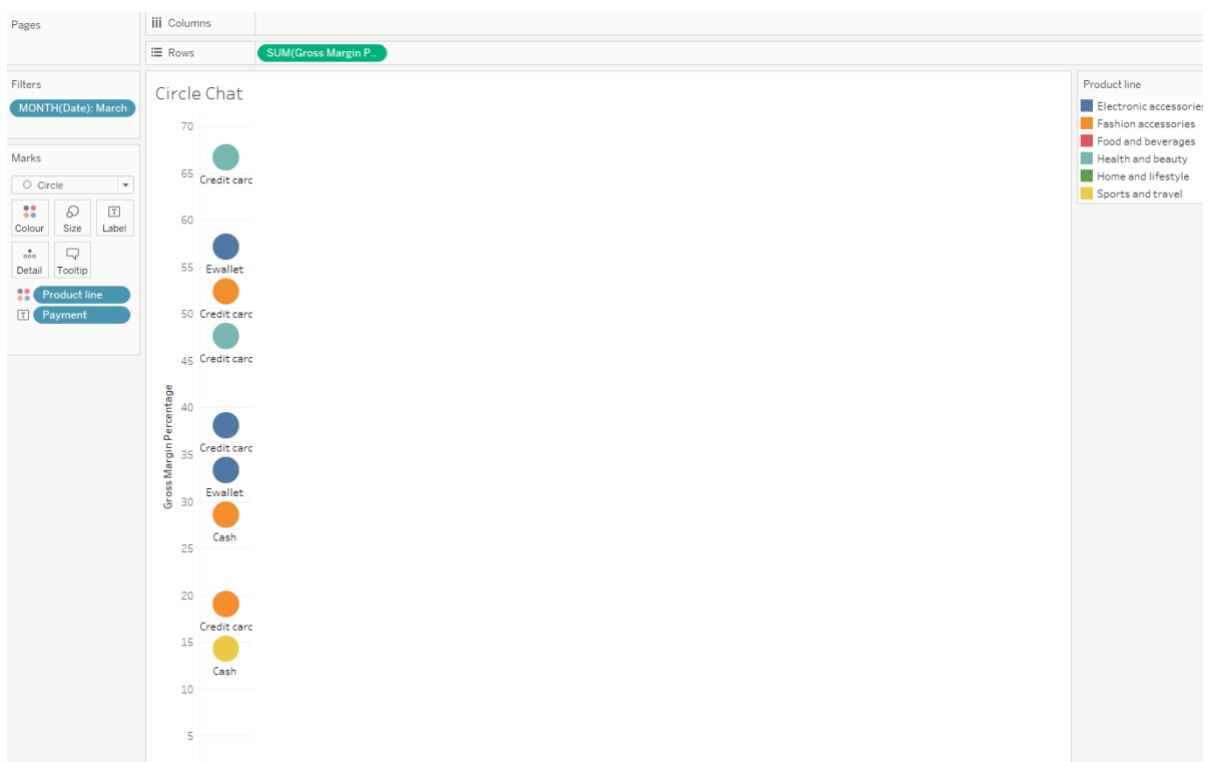 Pages
Columns
Rows
SUM(Gross Margin P..
Filters
MONTH(Date): March
Marks
Circle
Colour
Size
Label
Detail
Tooltip
Product line
Payment
Circle Chat
Gross Margin Percentage
70
65
60
55
50
45
40
35
30
25
20
15
10
5
Credit carc
Ewallet
Credit carc
Credit carc
Credit carc
Ewallet
Cash
Credit carc
Cash
Product line
Electronic accessories
Fashion accessories
Food and beverages
Health and beauty
Home and lifestyle
Sports and travel